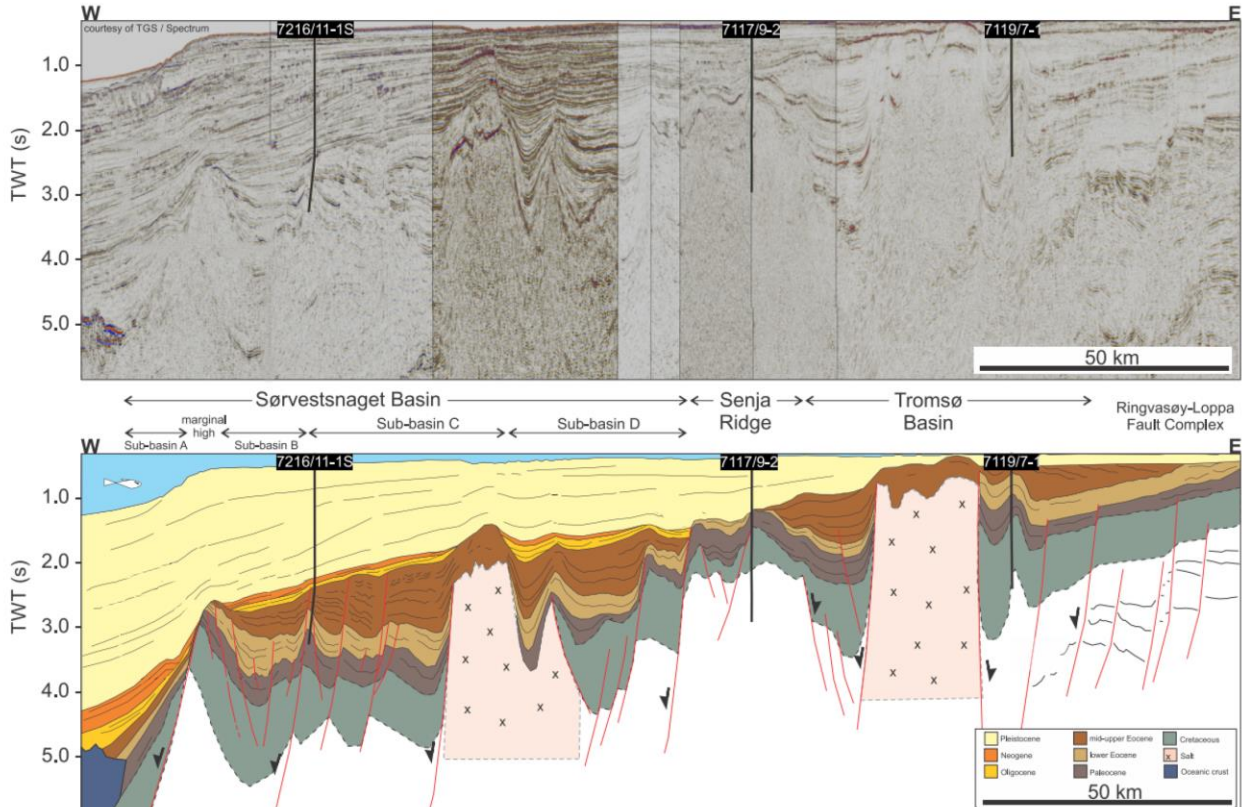 W
E
courtesy of TGS / Spectrum
7216/11-1S
7117/9-2
7119/7-1
1.0
2.0
3.0
4.0
5.0
TWT (s)
50 km
Sørvestsnaget Basin
Senja Ridge
Tromsø Basin
Ringvasøy-Loppa Fault Complex
Sub-basin A
marginal high
Sub-basin B
Sub-basin C
Sub-basin D
W
E
7216/11-1S
7117/9-2
7119/7-1
1.0
2.0
3.0
4.0
5.0
TWT (s)
x x x x x x x x x
x x x x x x x x x x
Pleistocene
Neogene
Oligocene
mid-upper Eocene
lower Eocene
Paleocene
Cretaceous
x Salt
Oceanic crust
50 km